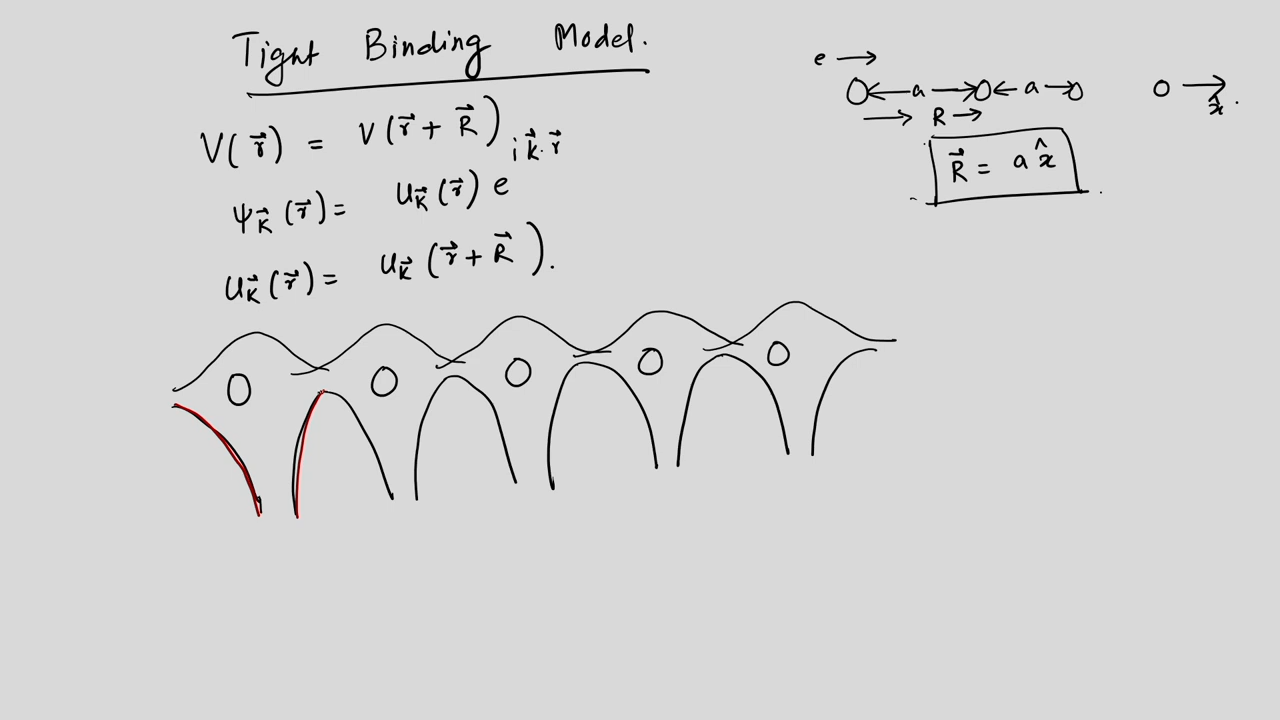 Tight Binding Model.
V(r⃗) = V(r⃗ + R⃗)
ψ_k⃗(r⃗) = u_k⃗(r⃗) e^{i k⃗·r⃗}
u_k⃗(r⃗) = u_k⃗(r⃗ + R⃗).
e →
O ← a → O ← a → O O → x̂.
→ R →
R⃗ = a x̂